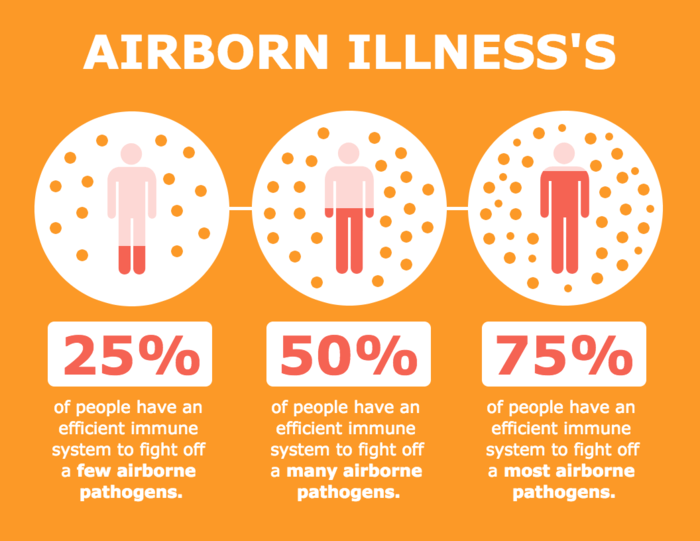 AIRBORN ILLNESS'S
25%
of people have an
efficient immune
system to fight off
a few airborne
pathogens.
50%
of people have an
efficient immune
system to fight off
a many airborne
pathogens.
75%
of people have an
efficient immune
system to fight off
a most airborne
pathogens.